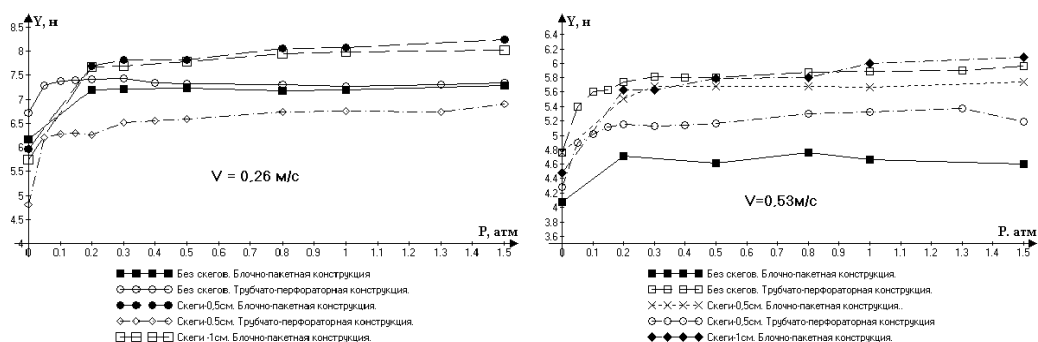 Y, н
8.5
8
7.5
7
6.5
6
5.5
5
4.5
4
V = 0,26 м/с
P, атм
0 0.1 0.2 0.3 0.4 0.5 0.6 0.7 0.8 0.9 1 1.1 1.2 1.3 1.4 1.5
Без скегов. Блочно-пакетная конструкция
Без скегов. Трубчато-перфораторная конструкция.
Скеги-0,5см. Блочно-пакетная конструкция.
Скеги-0.5см. Трубчато-перфораторная конструкция.
Скеги -1см. Блочно-пакетная конструкция.
Y, н
6.4
6.2
6
5.8
5.6
5.4
5.2
5
4.8
4.6
4.4
4.2
4
3.8
3.6
V=0,53м/с
P. атм
0 0.1 0.2 0.3 0.4 0.5 0.6 0.7 0.8 0.9 1 1.1 1.2 1.3 1.4 1.5
Без скегов. Блочно-пакетная конструкция.
Без скегов. Трубчато-перфораторная конструкция.
Скеги-0,5см. Блочно-пакетная конструкция..
Скеги-0,5см. Трубчато-перфораторная конструкция
Скеги-1см. Блочно-пакетная конструкция.